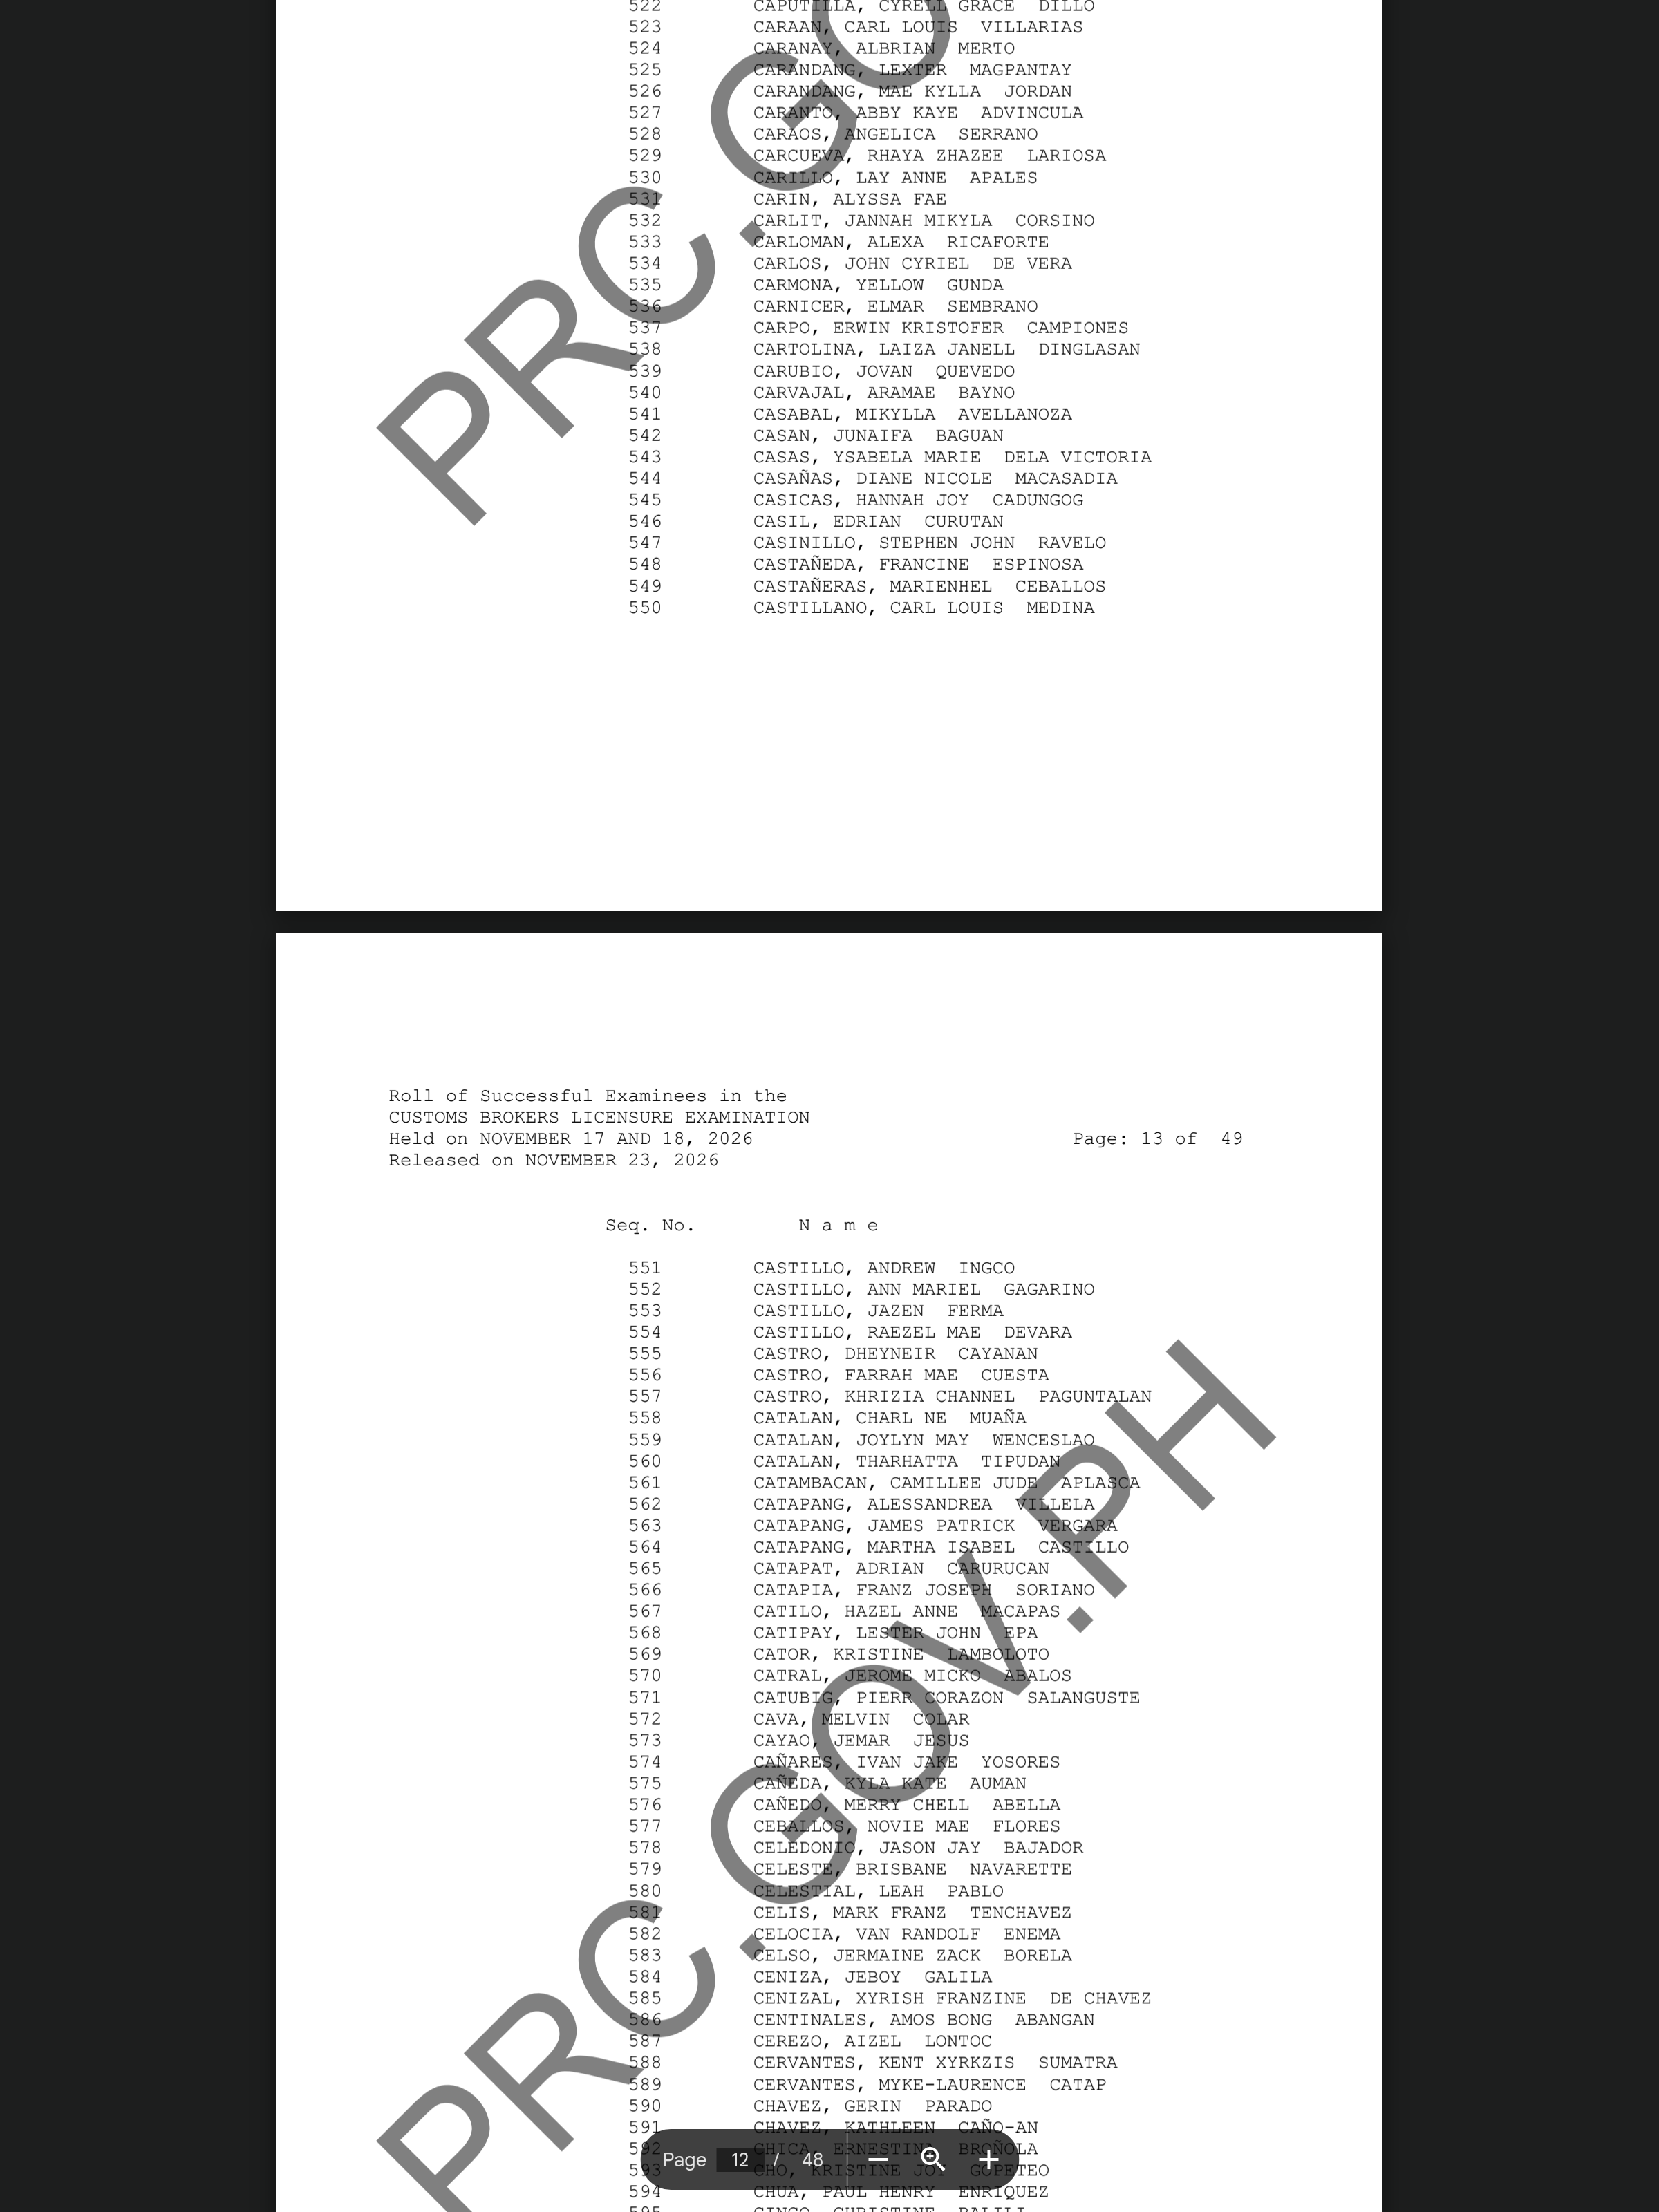 522 CAPUTILLA, CYRELL GRACE DILLO
523 CARAAN, CARL LOUIS VILLARIAS
524 CARANAY, ALBRIAN MERTO
525 CARANDANG, LEXTER MAGPANTAY
526 CARANDANG, MAE KYLLA JORDAN
527 CARANTO, ABBY KAYE ADVINCULA
528 CARAOS, ANGELICA SERRANO
529 CARCUEVA, RHAYA ZHAZEE LARIOSA
530 CARILLO, LAY ANNE APALES
531 CARIN, ALYSSA FAE
532 CARLIT, JANNAH MIKYLA CORSINO
533 CARLOMAN, ALEXA RICAFORTE
534 CARLOS, JOHN CYRIEL DE VERA
535 CARMONA, YELLOW GUNDA
536 CARNICER, ELMAR SEMBRANO
537 CARPO, ERWIN KRISTOFER CAMPIONES
538 CARTOLINA, LAIZA JANELL DINGLASAN
539 CARUBIO, JOVAN QUEVEDO
540 CARVAJAL, ARAMAE BAYNO
541 CASABAL, MIKYLLA AVELLANOZA
542 CASAN, JUNAIFA BAGUAN
543 CASAS, YSABELA MARIE DELA VICTORIA
544 CASAÑAS, DIANE NICOLE MACASADIA
545 CASICAS, HANNAH JOY CADUNGOG
546 CASIL, EDRIAN CURUTAN
547 CASINILLO, STEPHEN JOHN RAVELO
548 CASTAÑEDA, FRANCINE ESPINOSA
549 CASTAÑERAS, MARIENHEL CEBALLOS
550 CASTILLANO, CARL LOUIS MEDINA
PRC.GO
Roll of Successful Examinees in the
CUSTOMS BROKERS LICENSURE EXAMINATION
Held on NOVEMBER 17 AND 18, 2026 Page: 13 of 49
Released on NOVEMBER 23, 2026
Seq. No. N a m e
551 CASTILLO, ANDREW INGCO
552 CASTILLO, ANN MARIEL GAGARINO
553 CASTILLO, JAZEN FERMA
554 CASTILLO, RAEZEL MAE DEVARA
555 CASTRO, DHEYNEIR CAYANAN
556 CASTRO, FARRAH MAE CUESTA
557 CASTRO, KHRIZIA CHANNEL PAGUNTALAN
558 CATALAN, CHARL NE MUAÑA
559 CATALAN, JOYLYN MAY WENCESLAO
560 CATALAN, THARHATTA TIPUDAN
561 CATAMBACAN, CAMILLEE JUDE APLASCA
562 CATAPANG, ALESSANDREA VILLELA
563 CATAPANG, JAMES PATRICK VERGARA
564 CATAPANG, MARTHA ISABEL CASTILLO
565 CATAPAT, ADRIAN CARURUCAN
566 CATAPIA, FRANZ JOSEPH SORIANO
567 CATILO, HAZEL ANNE MACAPAS
568 CATIPAY, LESTER JOHN EPA
569 CATOR, KRISTINE LAMBOLOTO
570 CATRAL, JEROME MICKO ABALOS
571 CATUBIG, PIERR CORAZON SALANGUSTE
572 CAVA, MELVIN COLAR
573 CAYAO, JEMAR JESUS
574 CAÑARES, IVAN JAKE YOSORES
575 CAÑEDA, KYLA KATE AUMAN
576 CAÑEDO, MERRY CHELL ABELLA
577 CEBALLOS, NOVIE MAE FLORES
578 CELEDONIO, JASON JAY BAJADOR
579 CELESTE, BRISBANE NAVARETTE
580 CELESTIAL, LEAH PABLO
581 CELIS, MARK FRANZ TENCHAVEZ
582 CELOCIA, VAN RANDOLF ENEMA
583 CELSO, JERMAINE ZACK BORELA
584 CENIZA, JEBOY GALILA
585 CENIZAL, XYRISH FRANZINE DE CHAVEZ
586 CENTINALES, AMOS BONG ABANGAN
587 CEREZO, AIZEL LONTOC
588 CERVANTES, KENT XYRKZIS SUMATRA
589 CERVANTES, MYKE-LAURENCE CATAP
590 CHAVEZ, GERIN PARADO
591 CHAVEZ, KATHLEEN CAÑO-AN
592 CHICA, ERNESTINA BROÑOLA
593 CHO, KRISTINE JOY GOPETEO
594 CHUA, PAUL HENRY ENRIQUEZ
PRC.GOV.PH
Page 12 / 48